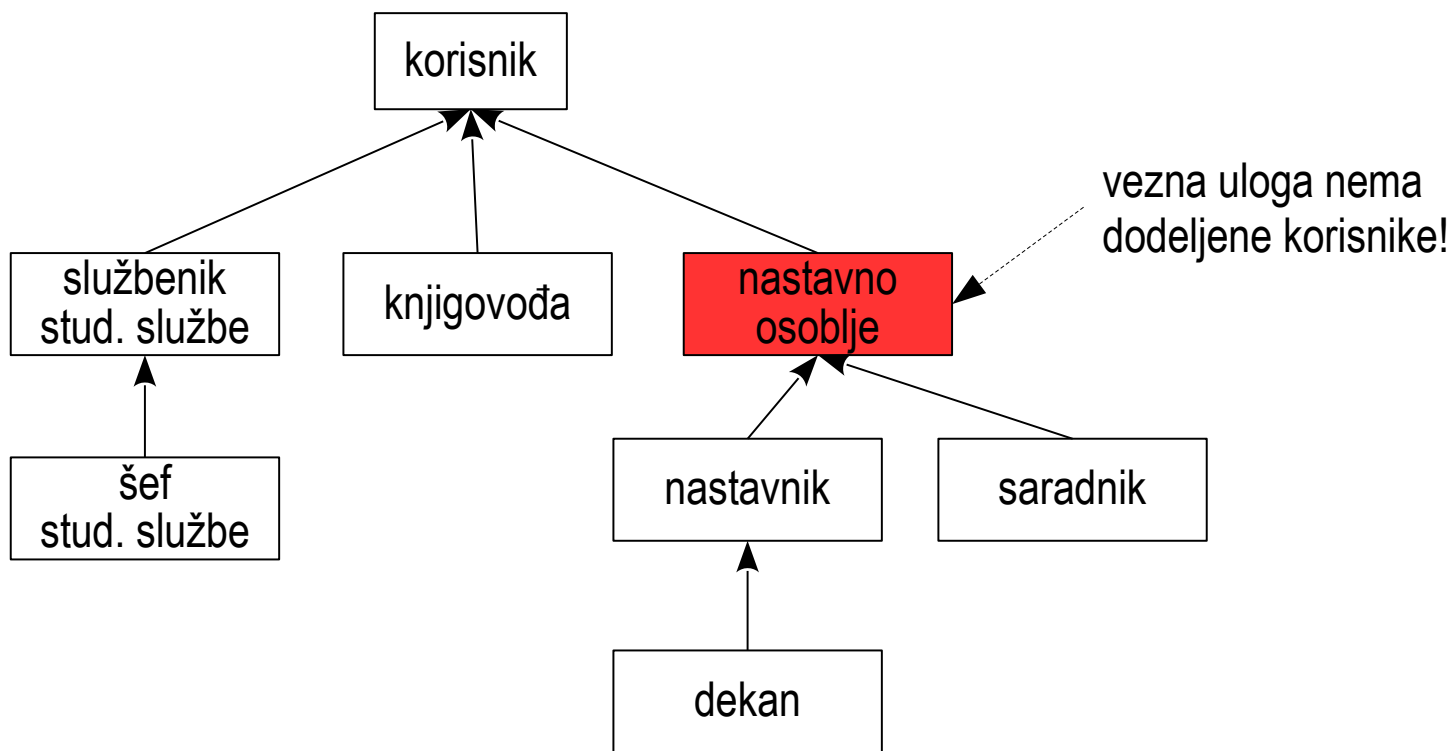 korisnik
vezna uloga nema
dodeljene korisnike!
službenik
stud. službe
knjigovođa
nastavno
osoblje
šef
stud. službe
nastavnik
saradnik
dekan